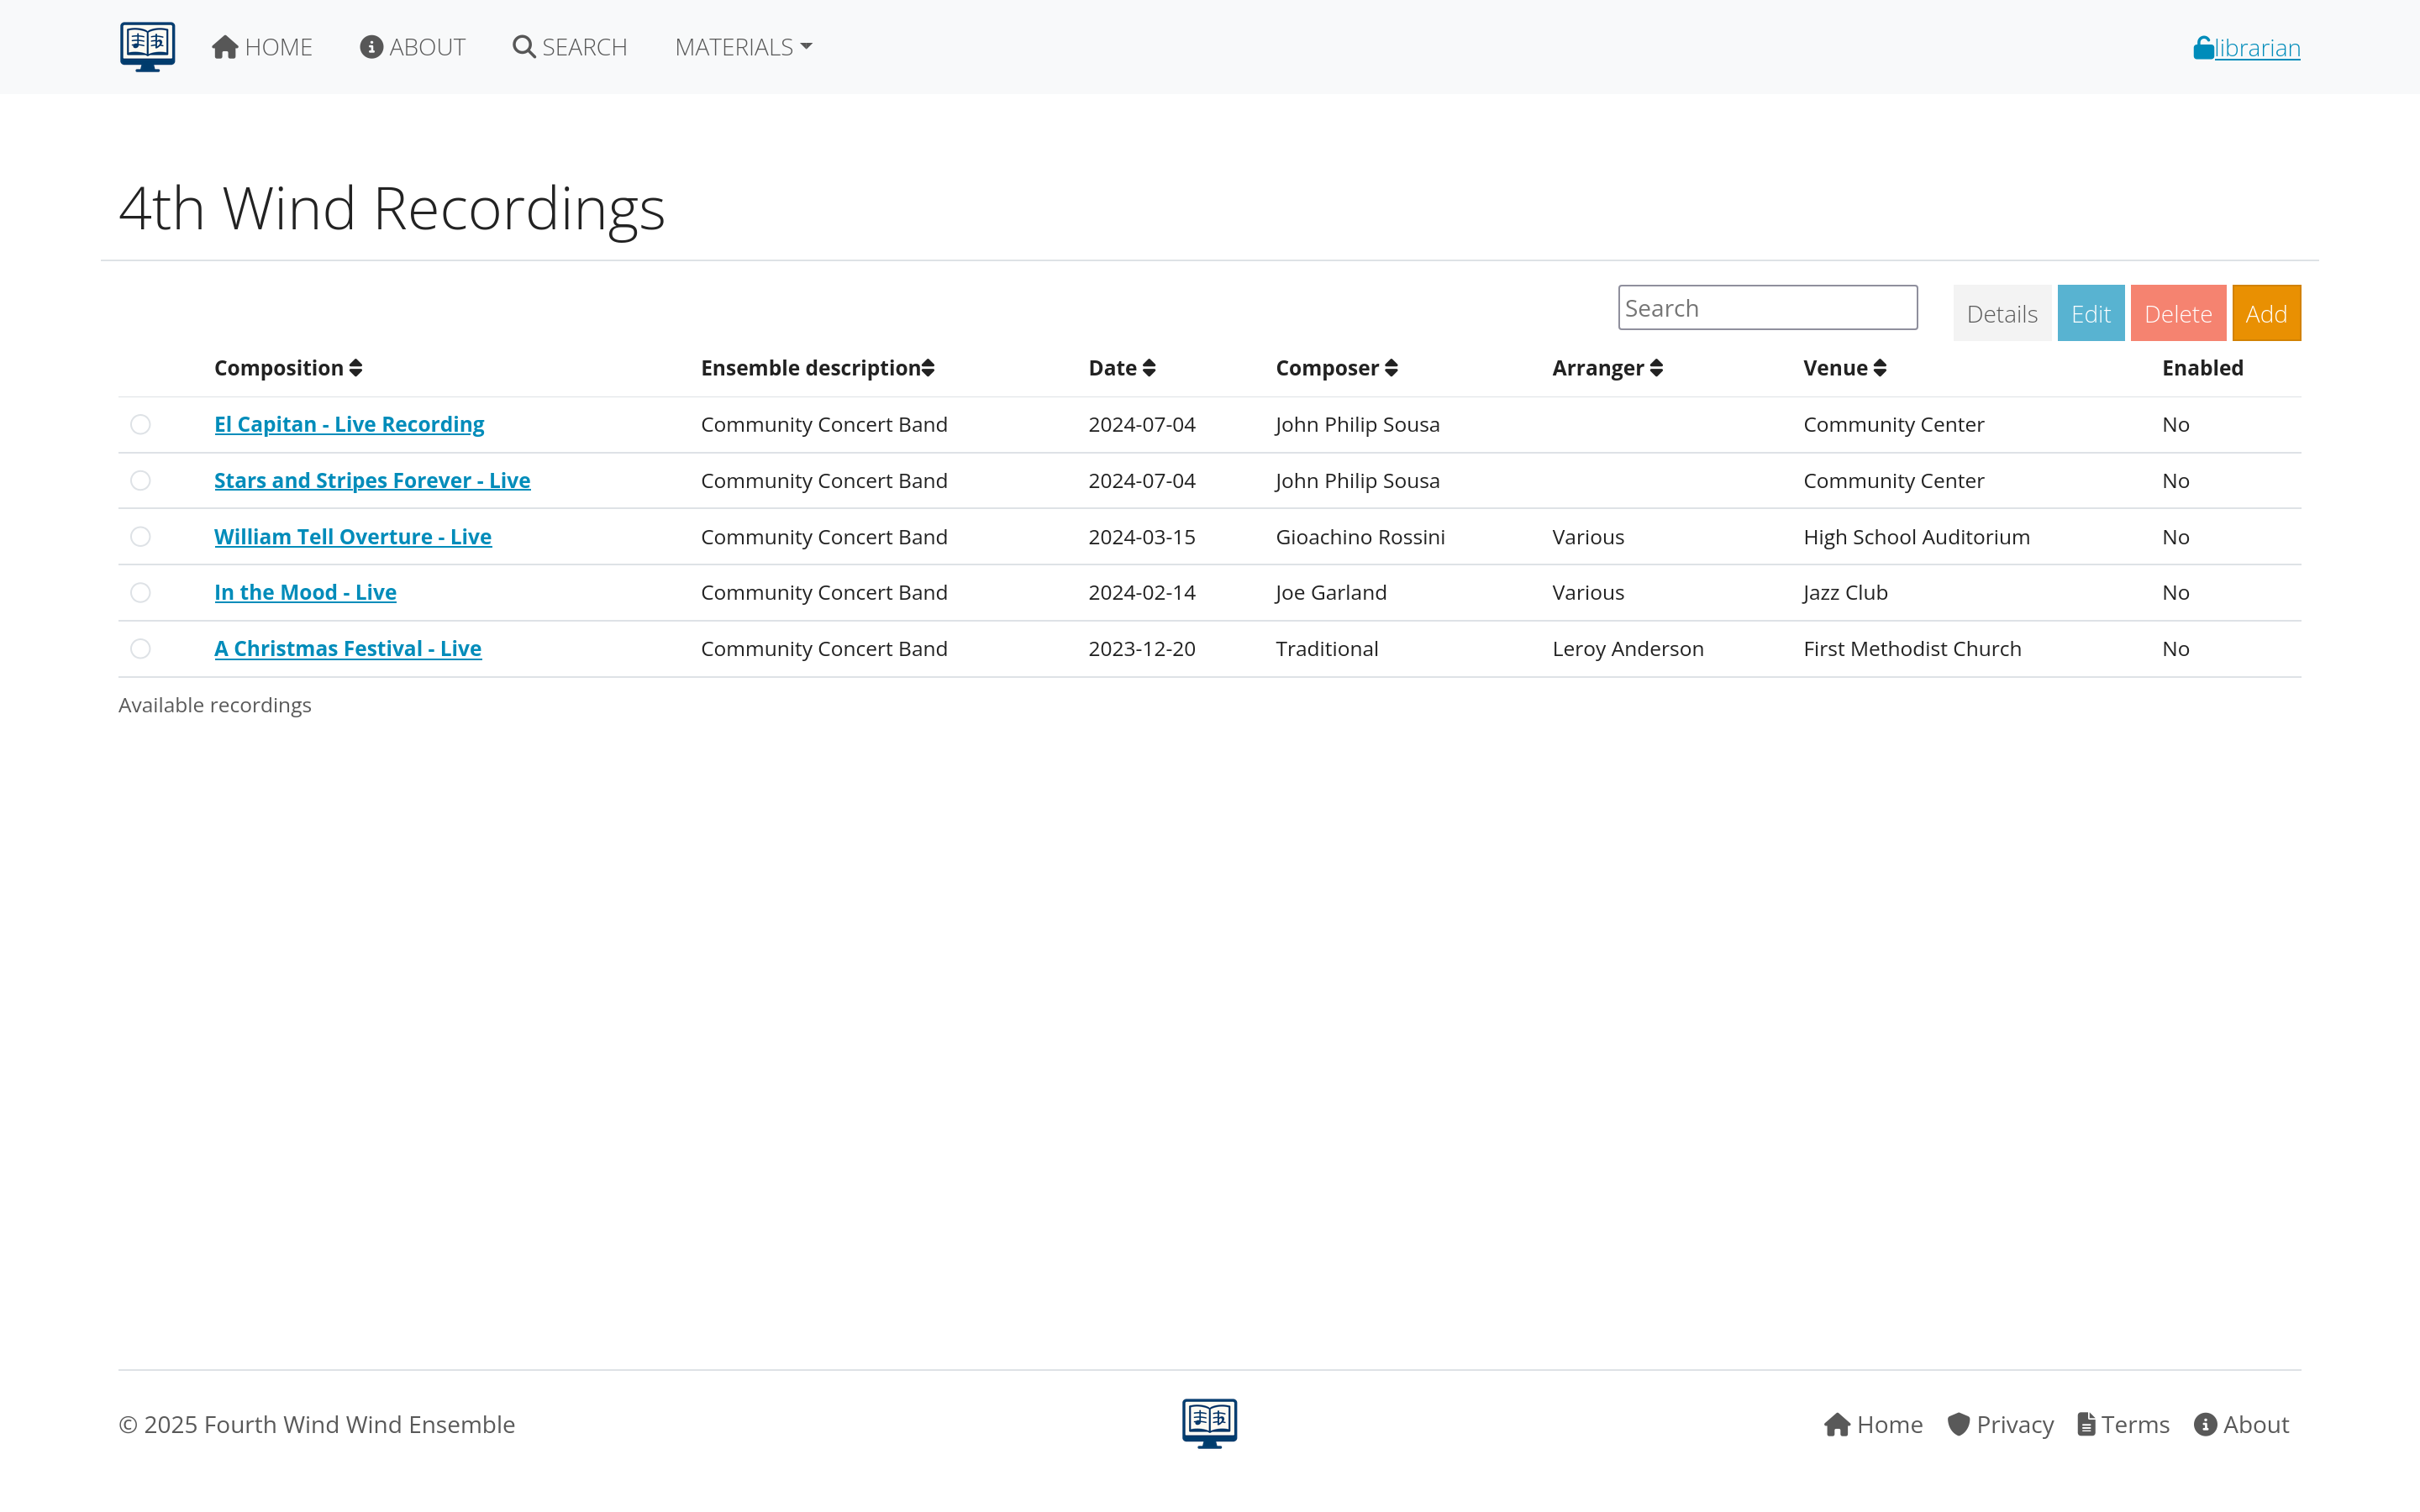 HOME ABOUT SEARCH MATERIALS librarian
4th Wind Recordings
Search Details Edit Delete Add
Composition Ensemble description Date Composer Arranger Venue Enabled
El Capitan - Live Recording Community Concert Band 2024-07-04 John Philip Sousa Community Center No
Stars and Stripes Forever - Live Community Concert Band 2024-07-04 John Philip Sousa Community Center No
William Tell Overture - Live Community Concert Band 2024-03-15 Gioachino Rossini Various High School Auditorium No
In the Mood - Live Community Concert Band 2024-02-14 Joe Garland Various Jazz Club No
A Christmas Festival - Live Community Concert Band 2023-12-20 Traditional Leroy Anderson First Methodist Church No
Available recordings
© 2025 Fourth Wind Wind Ensemble Home Privacy Terms About